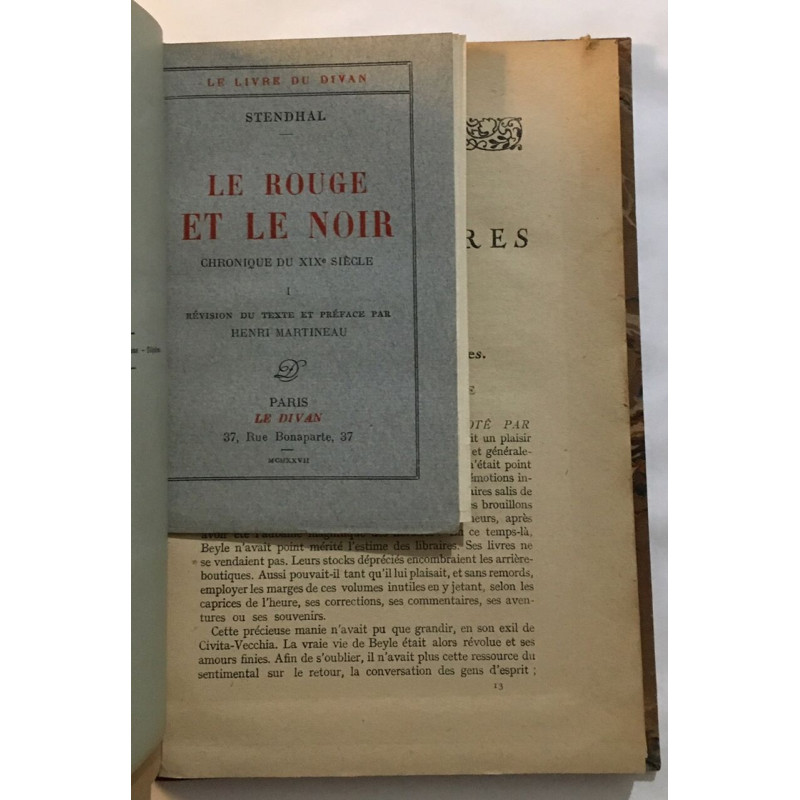 LE LIVRE DU DIVAN
STENDHAL
LE ROUGE
ET LE NOIR
CHRONIQUE DU XIXe SIÈCLE
I
RÉVISION DU TEXTE ET PRÉFACE PAR
HENRI MARTINEAU
D
PARIS
LE DIVAN
37, Rue Bonaparte, 37
MCMXXVII
RES
es.
E
OTÉ PAR
it un plaisir
et générale-
n'était point
émotions in-
aires salis de
es brouillons
heurs, après
ce temps-là,
Beyle n'avait point mérité l'estime des libraires. Ses livres ne
se vendaient pas. Leurs stocks dépréciés encombraient les arrière-
boutiques. Aussi pouvait-il tant qu'il lui plaisait, et sans remords,
employer les marges de ces volumes inutiles en y jetant, selon les
caprices de l'heure, ses corrections, ses commentaires, ses aven-
tures ou ses souvenirs.
Cette précieuse manie n'avait pu que grandir, en son exil de
Civita-Vecchia. La vraie vie de Beyle était alors révolue et ses
amours finies. Afin de s'oublier, il n'avait plus cette ressource du
sentimental sur le retour, la conversation des gens d'esprit ;
13